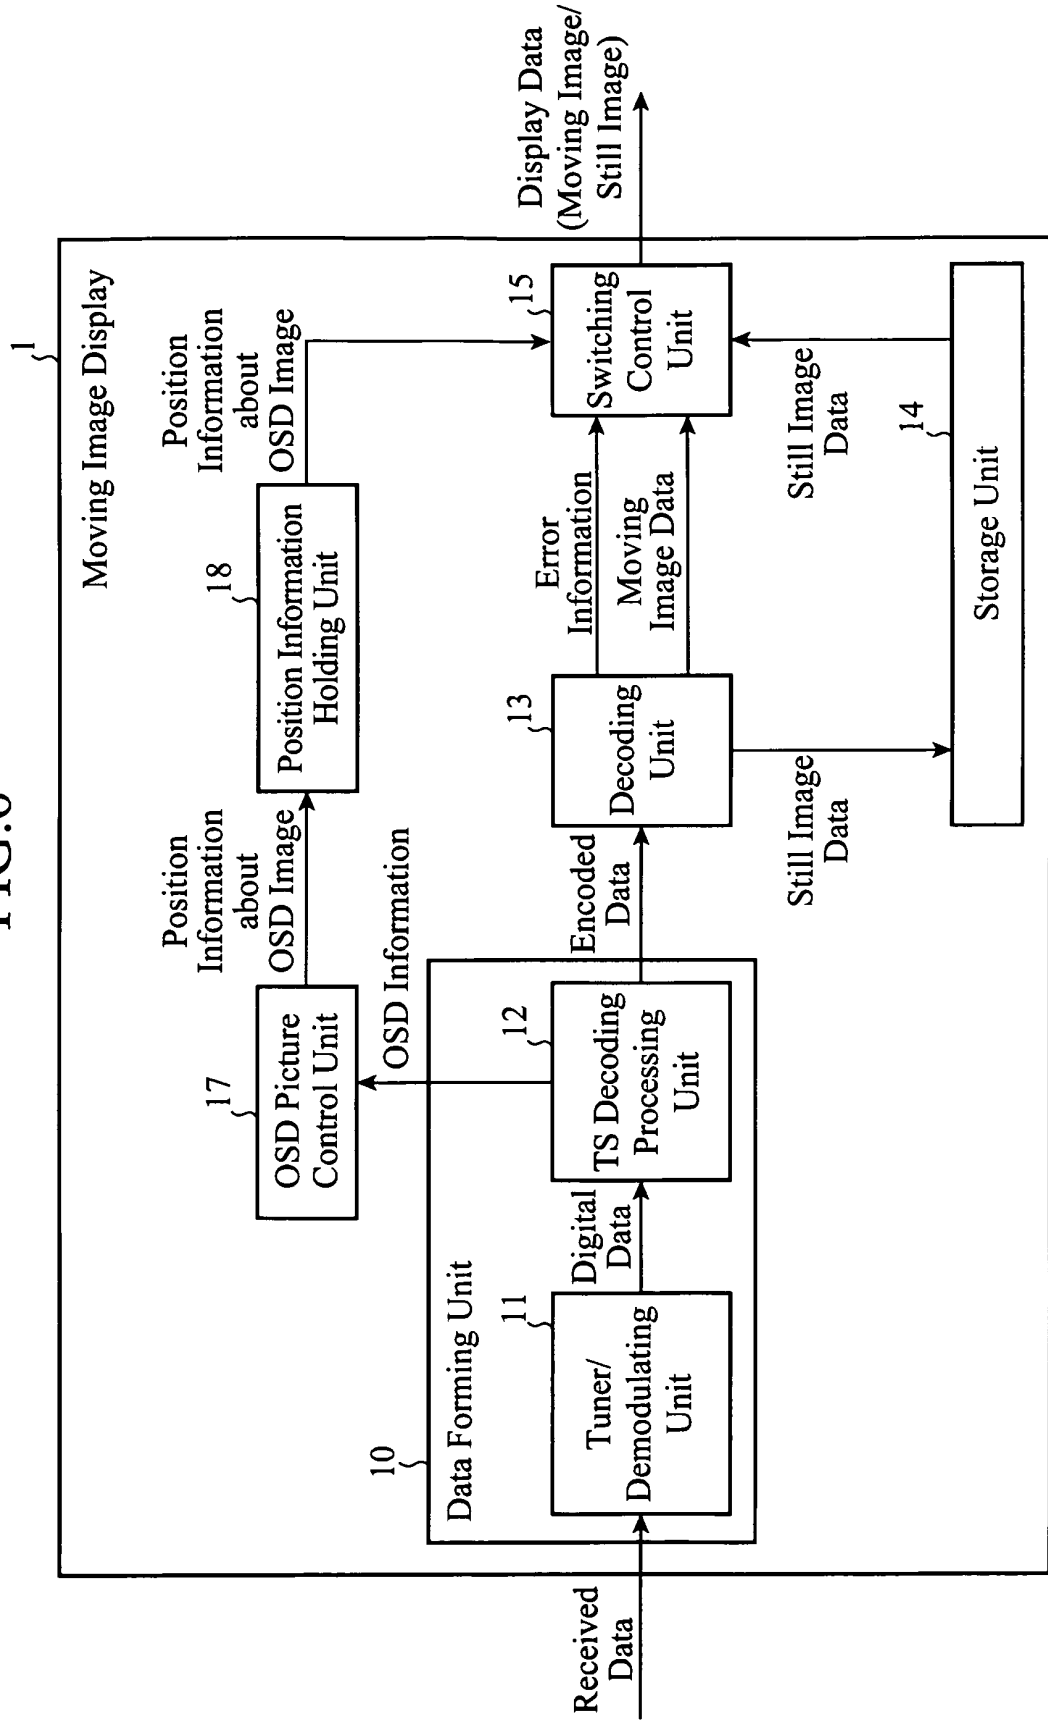 1
Moving Image Display
Position
Information
about
OSD Image
Position
Information
about
OSD Image
17
OSD Picture
Control Unit
18
Position Information
Holding Unit
OSD Information
10
Data Forming Unit
Received
Data
11
Tuner/
Demodulating
Unit
Digital
Data
12
TS Decoding
Processing
Unit
Encoded
Data
13
Decoding
Unit
Error
Information
Moving
Image Data
15
Switching
Control
Unit
Display Data
(Moving Image/
Still Image)
Still Image
Data
Still Image
Data
14
Storage Unit